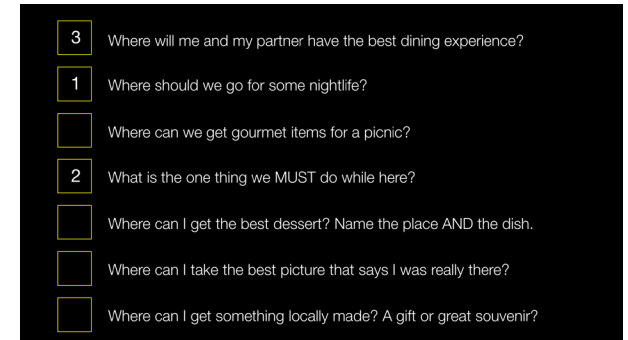 3 Where will me and my partner have the best dining experience?
1 Where should we go for some nightlife?
Where can we get gourmet items for a picnic?
2 What is the one thing we MUST do while here?
Where can I get the best dessert? Name the place AND the dish.
Where can I take the best picture that says I was really there?
Where can I get something locally made? A gift or great souvenir?